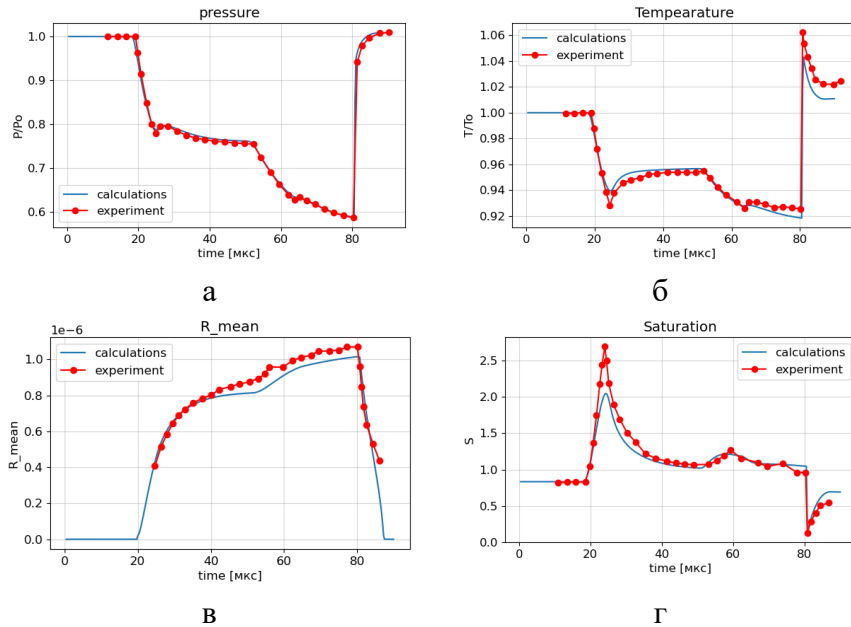 pressure
P/Po
1.0
0.9
0.8
0.7
0.6
calculations
experiment
0 20 40 60 80
time [мкс]
а
Tempearature
T/To
1.06
1.04
1.02
1.00
0.98
0.96
0.94
0.92
calculations
experiment
0 20 40 60 80
time [мкс]
б
R_mean
1e−6
R_mean
1.0
0.8
0.6
0.4
0.2
0.0
calculations
experiment
0 20 40 60 80
time [мкс]
в
Saturation
S
2.5
2.0
1.5
1.0
0.5
0.0
calculations
experiment
0 20 40 60 80
time [мкс]
г